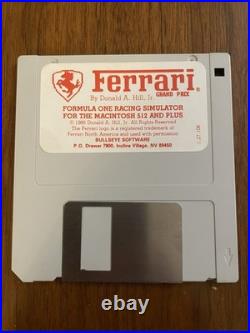 Ferrari®
GRAND PRIX
By Donald A. Hill, Jr.
FORMULA ONE RACING SIMULATOR
FOR THE MACINTOSH 512 AND PLUS
Donald A. Hill, Jr. All Rights Reserved
The Ferrari logo is a registered trademark of
Ferrari North America and used with permission
BULLSEYE SOFTWARE
P.O. Drawer 7900, Incline Village, NV 89450